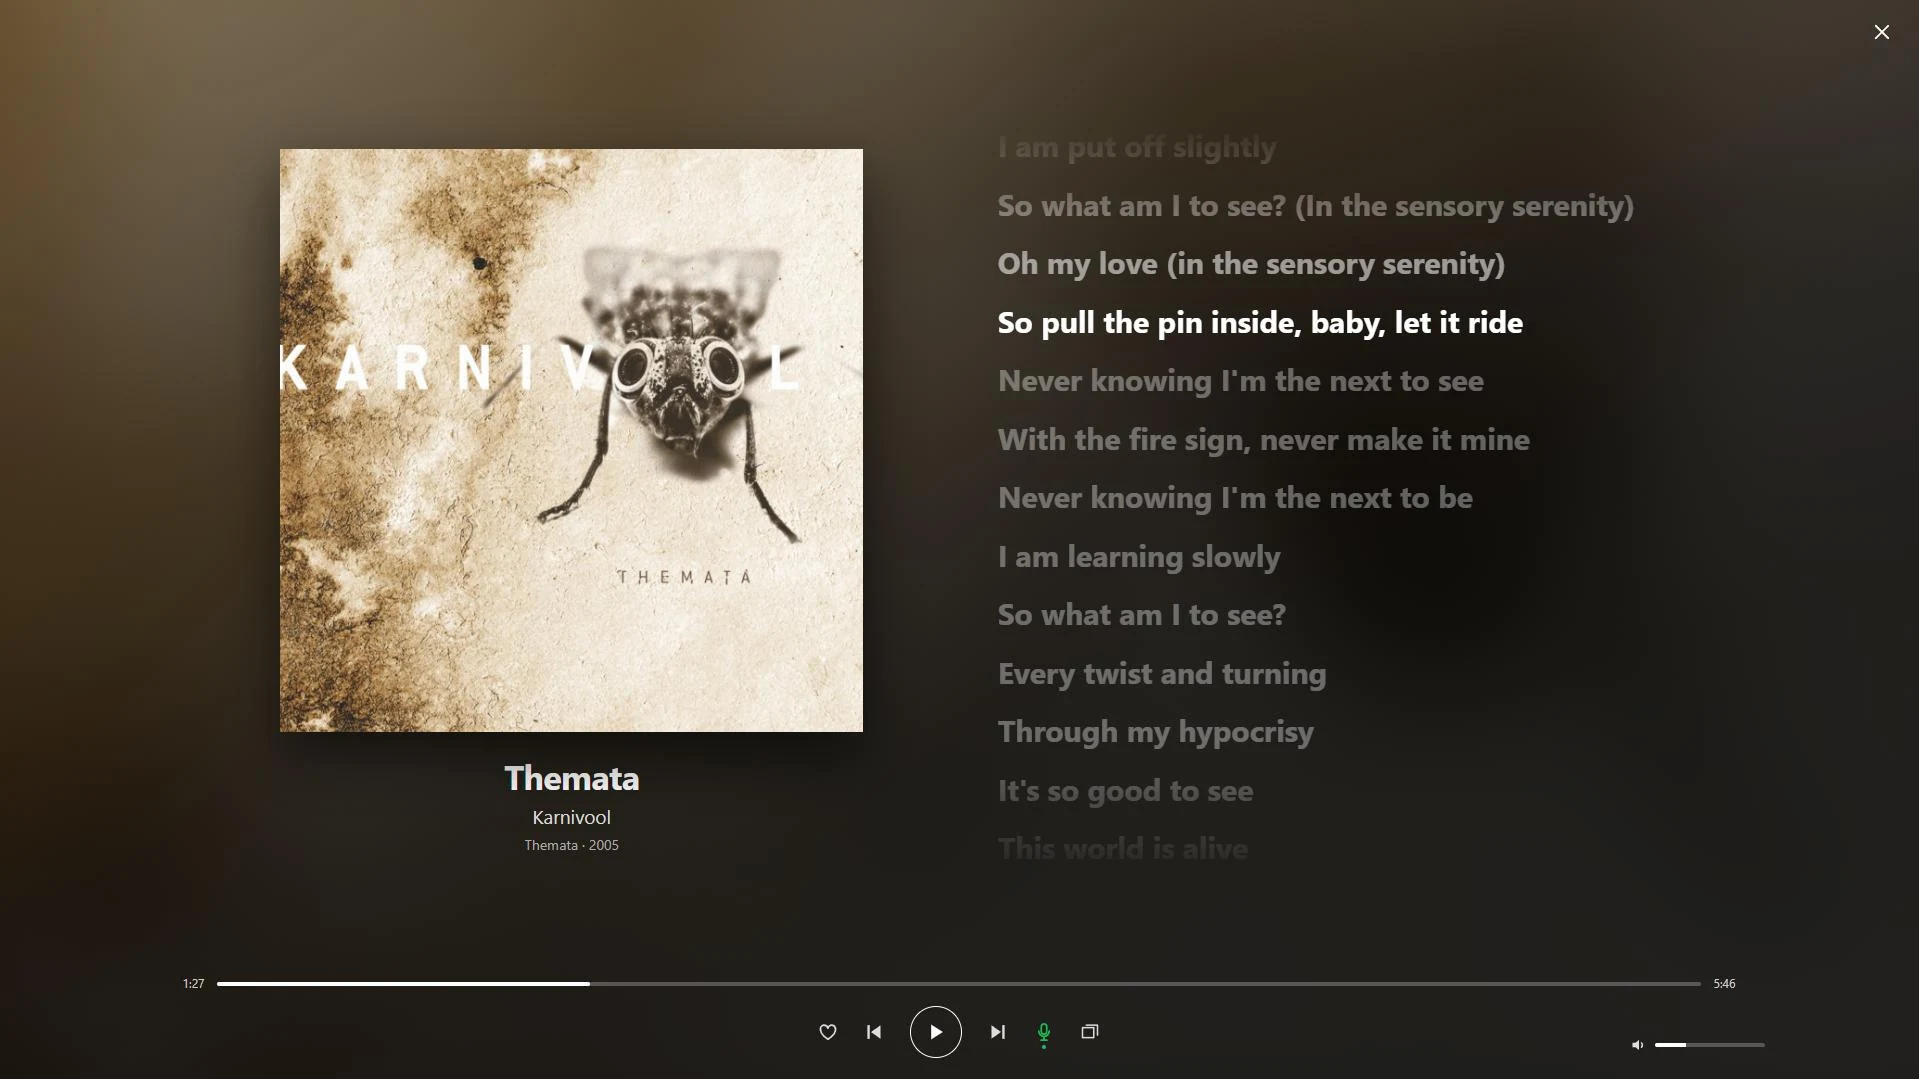 KARNIV L
THEMATA
Themata
Karnivool
Themata · 2005
I am put off slightly
So what am I to see? (In the sensory serenity)
Oh my love (in the sensory serenity)
So pull the pin inside, baby, let it ride
Never knowing I'm the next to see
With the fire sign, never make it mine
Never knowing I'm the next to be
I am learning slowly
So what am I to see?
Every twist and turning
Through my hypocrisy
It's so good to see
This world is alive
1:27
5:46